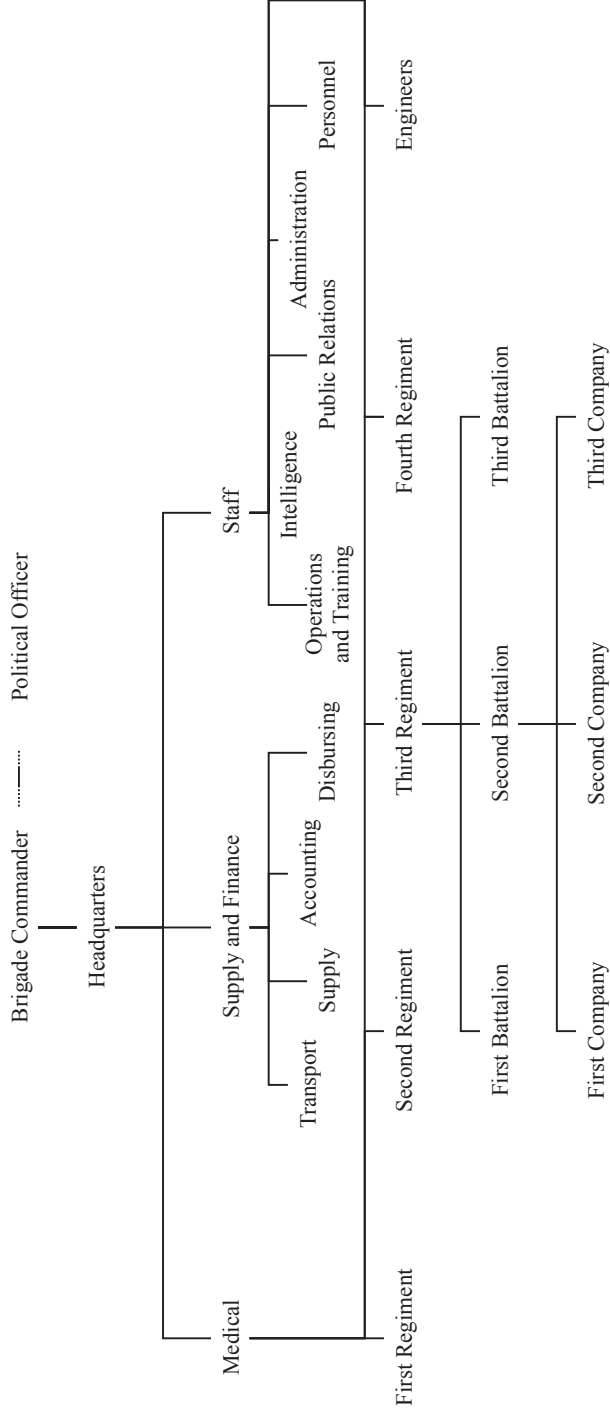 Brigade Commander
Political Officer
Headquarters
Medical
Supply and Finance
Staff
Transport
Supply
Accounting
Disbursing
Operations
and Training
Intelligence
Public Relations
Administration
Personnel
First Regiment
Second Regiment
Third Regiment
Fourth Regiment
Engineers
First Battalion
Second Battalion
Third Battalion
First Company
Second Company
Third Company